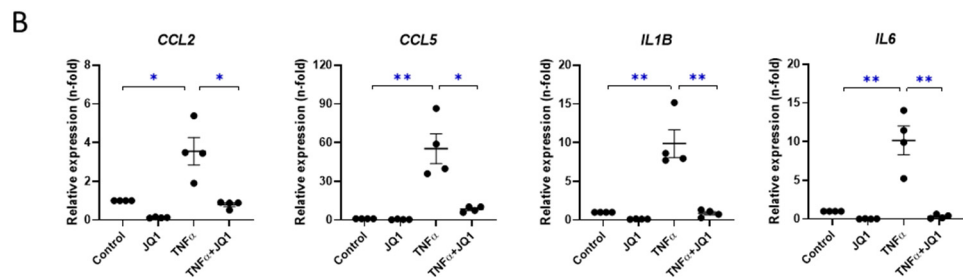 B
CCL2
Relative expression (n-fold)
8
6
4
2
0
*
*
Control
JQ1
TNFα
TNFα+JQ1
CCL5
Relative expression (n-fold)
120
90
60
30
0
**
*
Control
JQ1
TNFα
TNFα+JQ1
IL1B
Relative expression (n-fold)
20
15
10
5
0
**
**
Control
JQ1
TNFα
TNFα+JQ1
IL6
Relative expression (n-fold)
20
15
10
5
0
**
**
Control
JQ1
TNFα
TNFα+JQ1